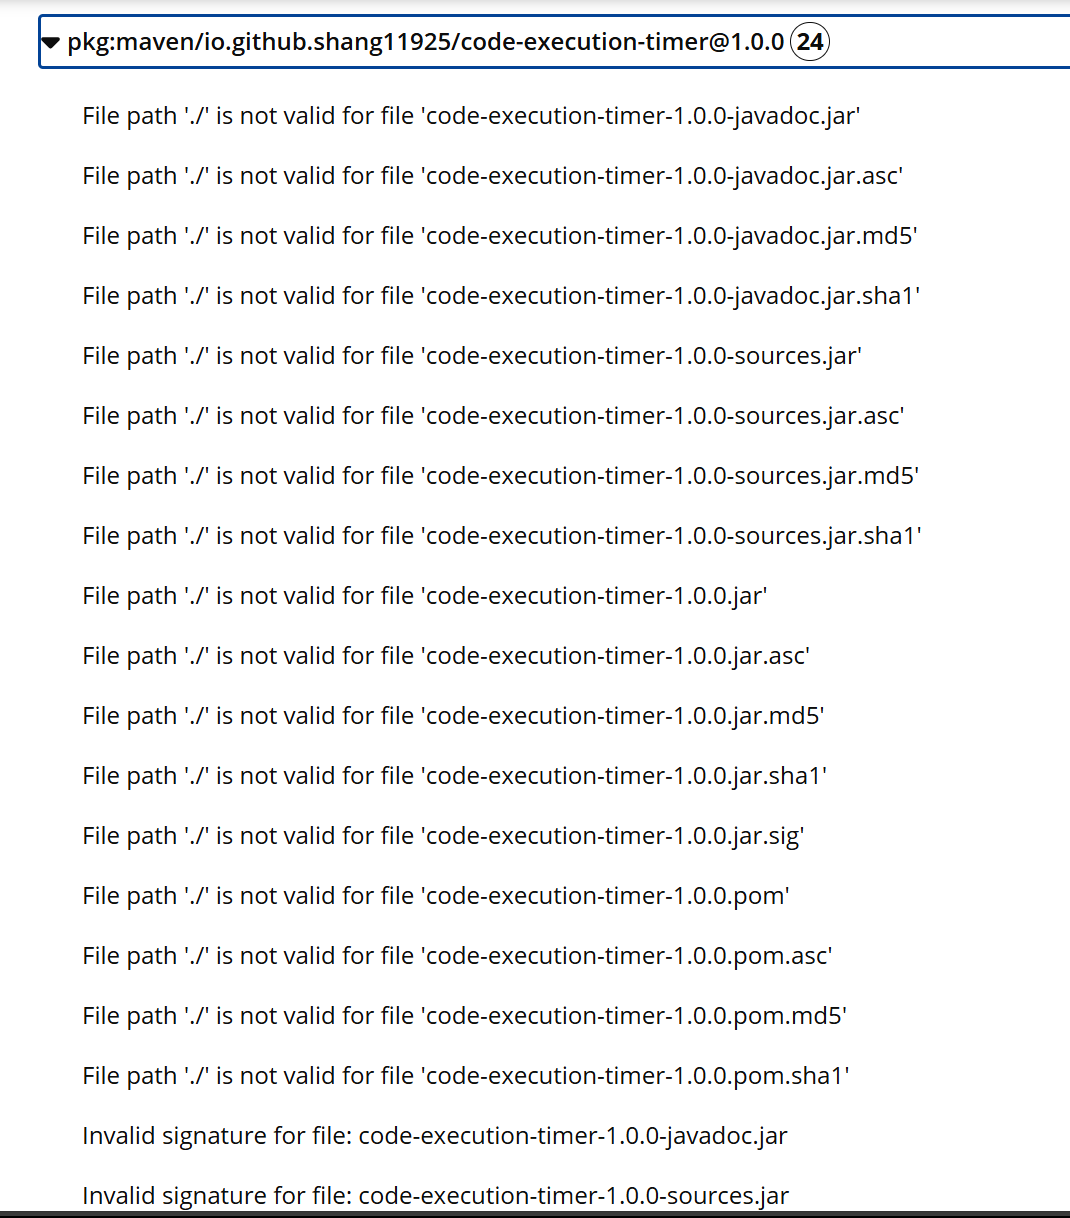 pkg:maven/io.github.shang11925/code-execution-timer@1.0.0 24
File path './' is not valid for file 'code-execution-timer-1.0.0-javadoc.jar'
File path './' is not valid for file 'code-execution-timer-1.0.0-javadoc.jar.asc'
File path './' is not valid for file 'code-execution-timer-1.0.0-javadoc.jar.md5'
File path './' is not valid for file 'code-execution-timer-1.0.0-javadoc.jar.sha1'
File path './' is not valid for file 'code-execution-timer-1.0.0-sources.jar'
File path './' is not valid for file 'code-execution-timer-1.0.0-sources.jar.asc'
File path './' is not valid for file 'code-execution-timer-1.0.0-sources.jar.md5'
File path './' is not valid for file 'code-execution-timer-1.0.0-sources.jar.sha1'
File path './' is not valid for file 'code-execution-timer-1.0.0.jar'
File path './' is not valid for file 'code-execution-timer-1.0.0.jar.asc'
File path './' is not valid for file 'code-execution-timer-1.0.0.jar.md5'
File path './' is not valid for file 'code-execution-timer-1.0.0.jar.sha1'
File path './' is not valid for file 'code-execution-timer-1.0.0.jar.sig'
File path './' is not valid for file 'code-execution-timer-1.0.0.pom'
File path './' is not valid for file 'code-execution-timer-1.0.0.pom.asc'
File path './' is not valid for file 'code-execution-timer-1.0.0.pom.md5'
File path './' is not valid for file 'code-execution-timer-1.0.0.pom.sha1'
Invalid signature for file: code-execution-timer-1.0.0-javadoc.jar
Invalid signature for file: code-execution-timer-1.0.0-sources.jar